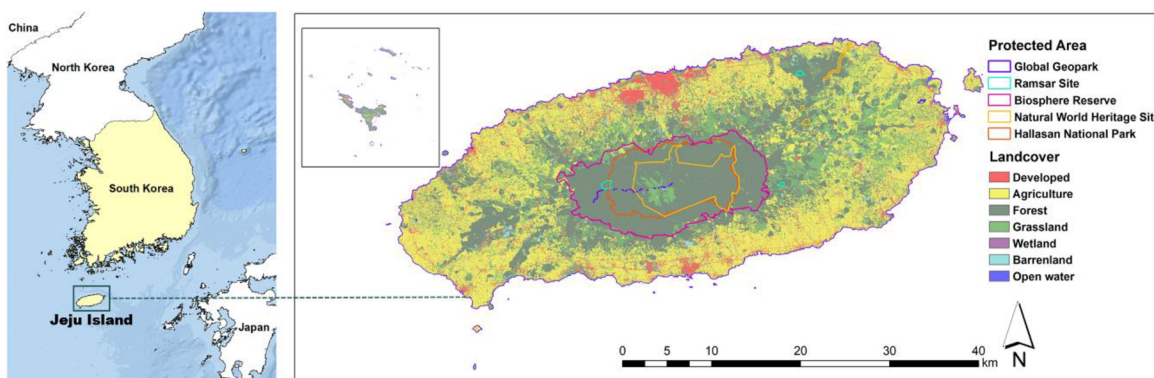 China
North Korea
South Korea
Jeju Island
Japan
Protected Area
Global Geopark
Ramsar Site
Biosphere Reserve
Natural World Heritage Sit
Hallasan National Park
Landcover
Developed
Agriculture
Forest
Grassland
Wetland
Barrenland
Open water
0 5 10 20 30 40
km
N